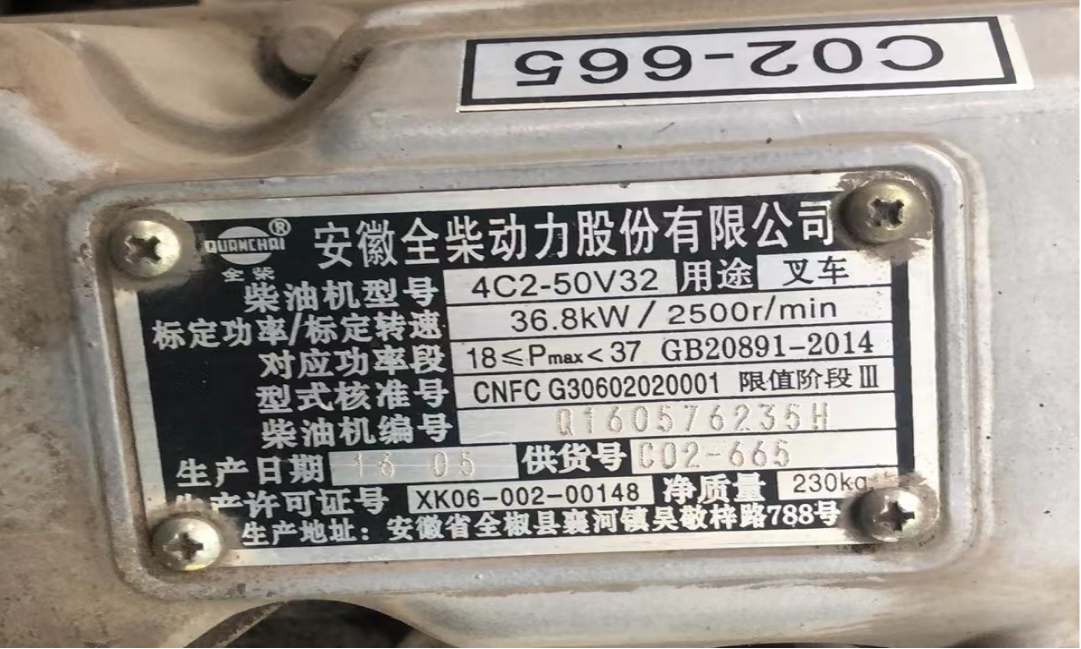 C02-665
QUANCHAI ®
全柴
安徽全柴动力股份有限公司
柴油机型号 4C2-50V32 用途 叉车
标定功率/标定转速 36.8kW / 2500r/min
对应功率段 18≤Pmax<37 GB20891-2014
型式核准号 CNFC G30602020001 限值阶段Ⅲ
柴油机编号 Q160576235H
生产日期 16 05 供货号 C02-665
生产许可证号 XK06-002-00148 净质量 230kg
生产地址：安徽省全椒县襄河镇吴敬梓路788号